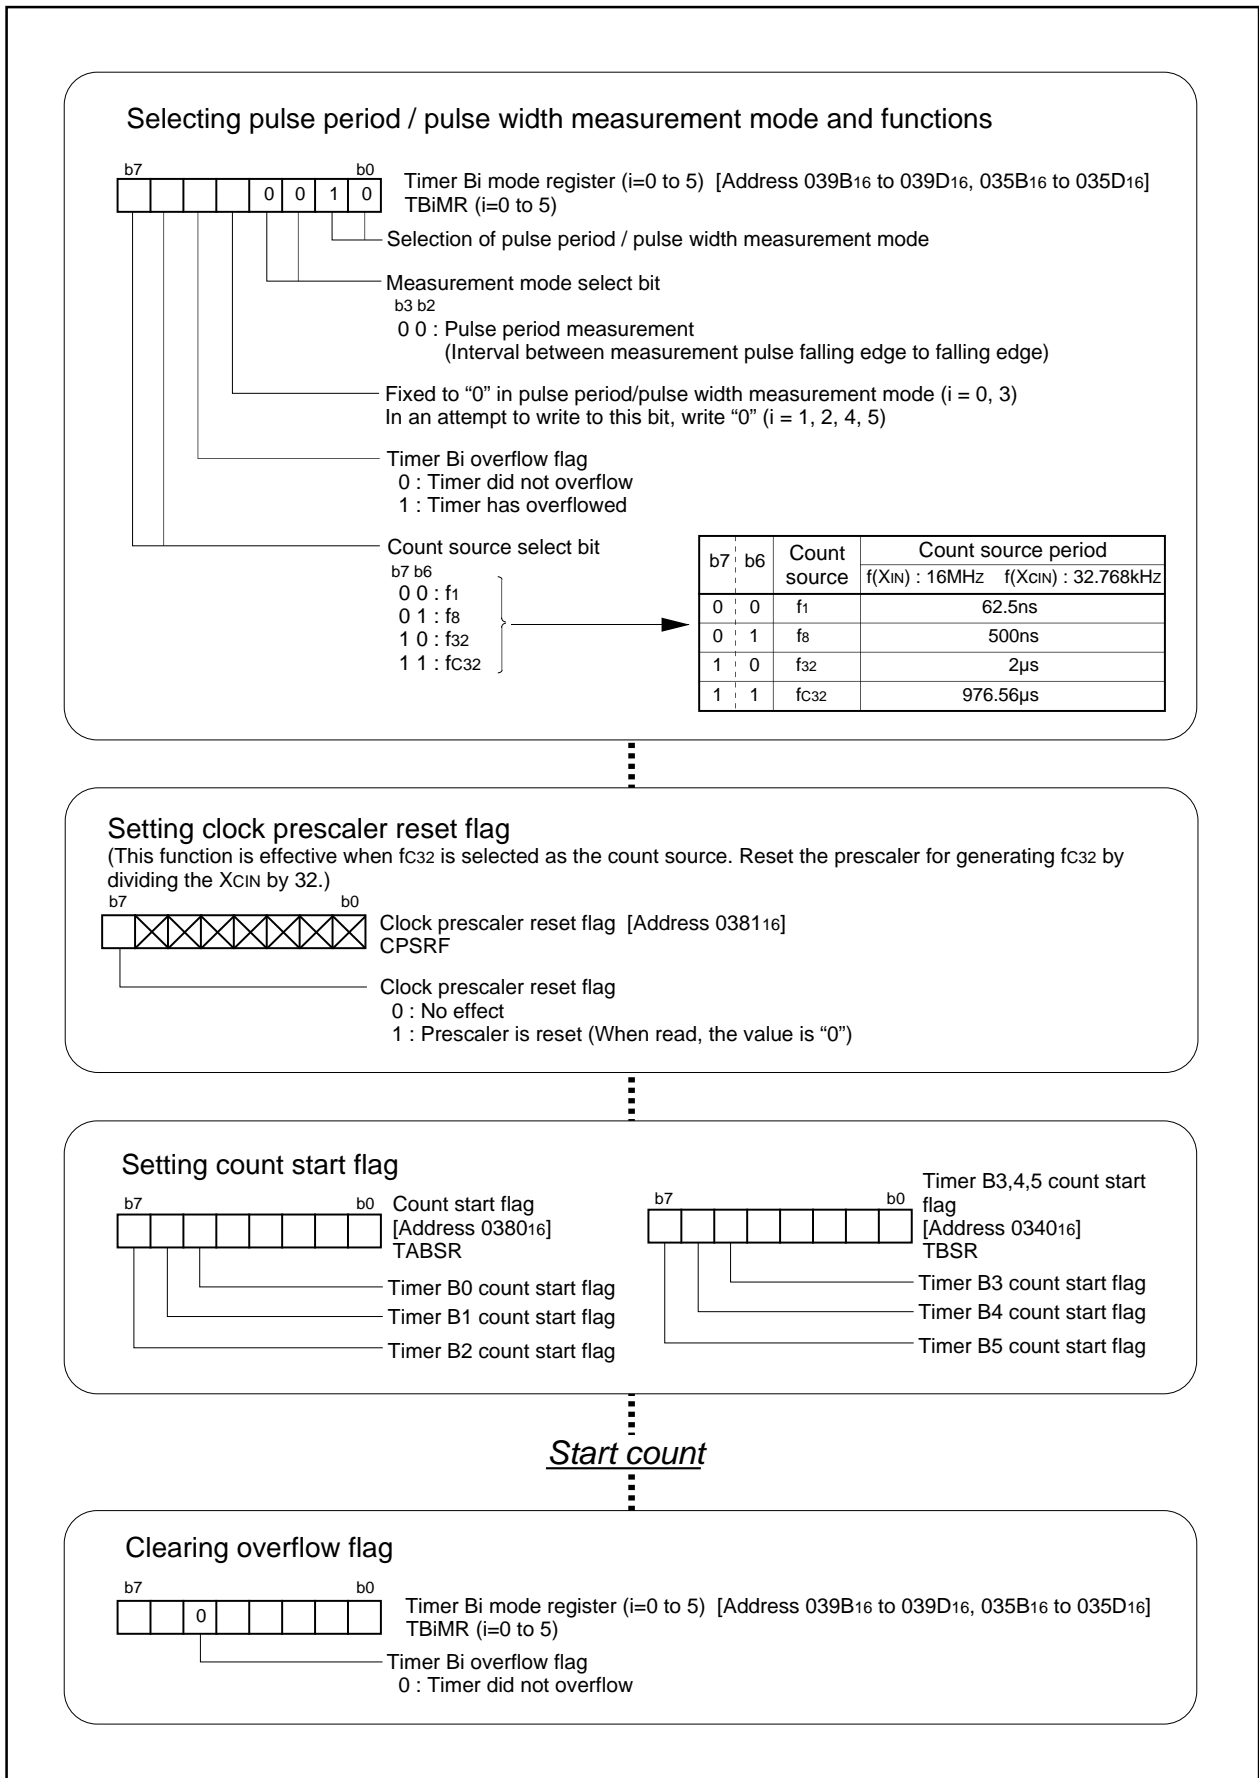 Selecting pulse period / pulse width measurement mode and functions
b7 b0
0 0 1 0
Timer Bi mode register (i=0 to 5) [Address 039B16 to 039D16, 035B16 to 035D16]
TBiMR (i=0 to 5)
Selection of pulse period / pulse width measurement mode
Measurement mode select bit
b3 b2
0 0 : Pulse period measurement
(Interval between measurement pulse falling edge to falling edge)
Fixed to “0” in pulse period/pulse width measurement mode (i = 0, 3)
In an attempt to write to this bit, write “0” (i = 1, 2, 4, 5)
Timer Bi overflow flag
0 : Timer did not overflow
1 : Timer has overflowed
Count source select bit
b7 b6
0 0 : f1
0 1 : f8
1 0 : f32
1 1 : fC32
b7 b6 Count source Count source period
f(XIN) : 16MHz f(XCIN) : 32.768kHz
0 0 f1 62.5ns
0 1 f8 500ns
1 0 f32 2µs
1 1 fC32 976.56µs
Setting clock prescaler reset flag
(This function is effective when fC32 is selected as the count source. Reset the prescaler for generating fC32 by
dividing the XCIN by 32.)
b7 b0
Clock prescaler reset flag [Address 038116]
CPSRF
Clock prescaler reset flag
0 : No effect
1 : Prescaler is reset (When read, the value is “0”)
Setting count start flag
b7 b0
Count start flag
[Address 038016]
TABSR
Timer B0 count start flag
Timer B1 count start flag
Timer B2 count start flag
b7 b0
Timer B3,4,5 count start
flag
[Address 034016]
TBSR
Timer B3 count start flag
Timer B4 count start flag
Timer B5 count start flag
Start count
Clearing overflow flag
b7 b0
0
Timer Bi mode register (i=0 to 5) [Address 039B16 to 039D16, 035B16 to 035D16]
TBiMR (i=0 to 5)
Timer Bi overflow flag
0 : Timer did not overflow